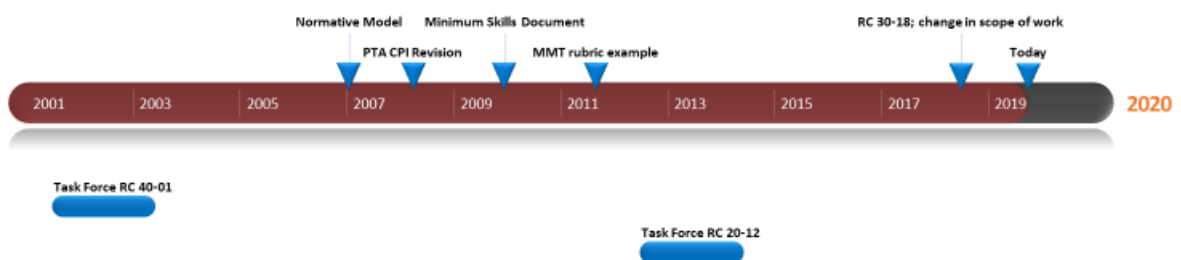 Normative Model Minimum Skills Document RC 30-18; change in scope of work
PTA CPI Revision MMT rubric example Today
2001 2003 2005 2007 2009 2011 2013 2015 2017 2019 2020
Task Force RC 40-01
Task Force RC 20-12